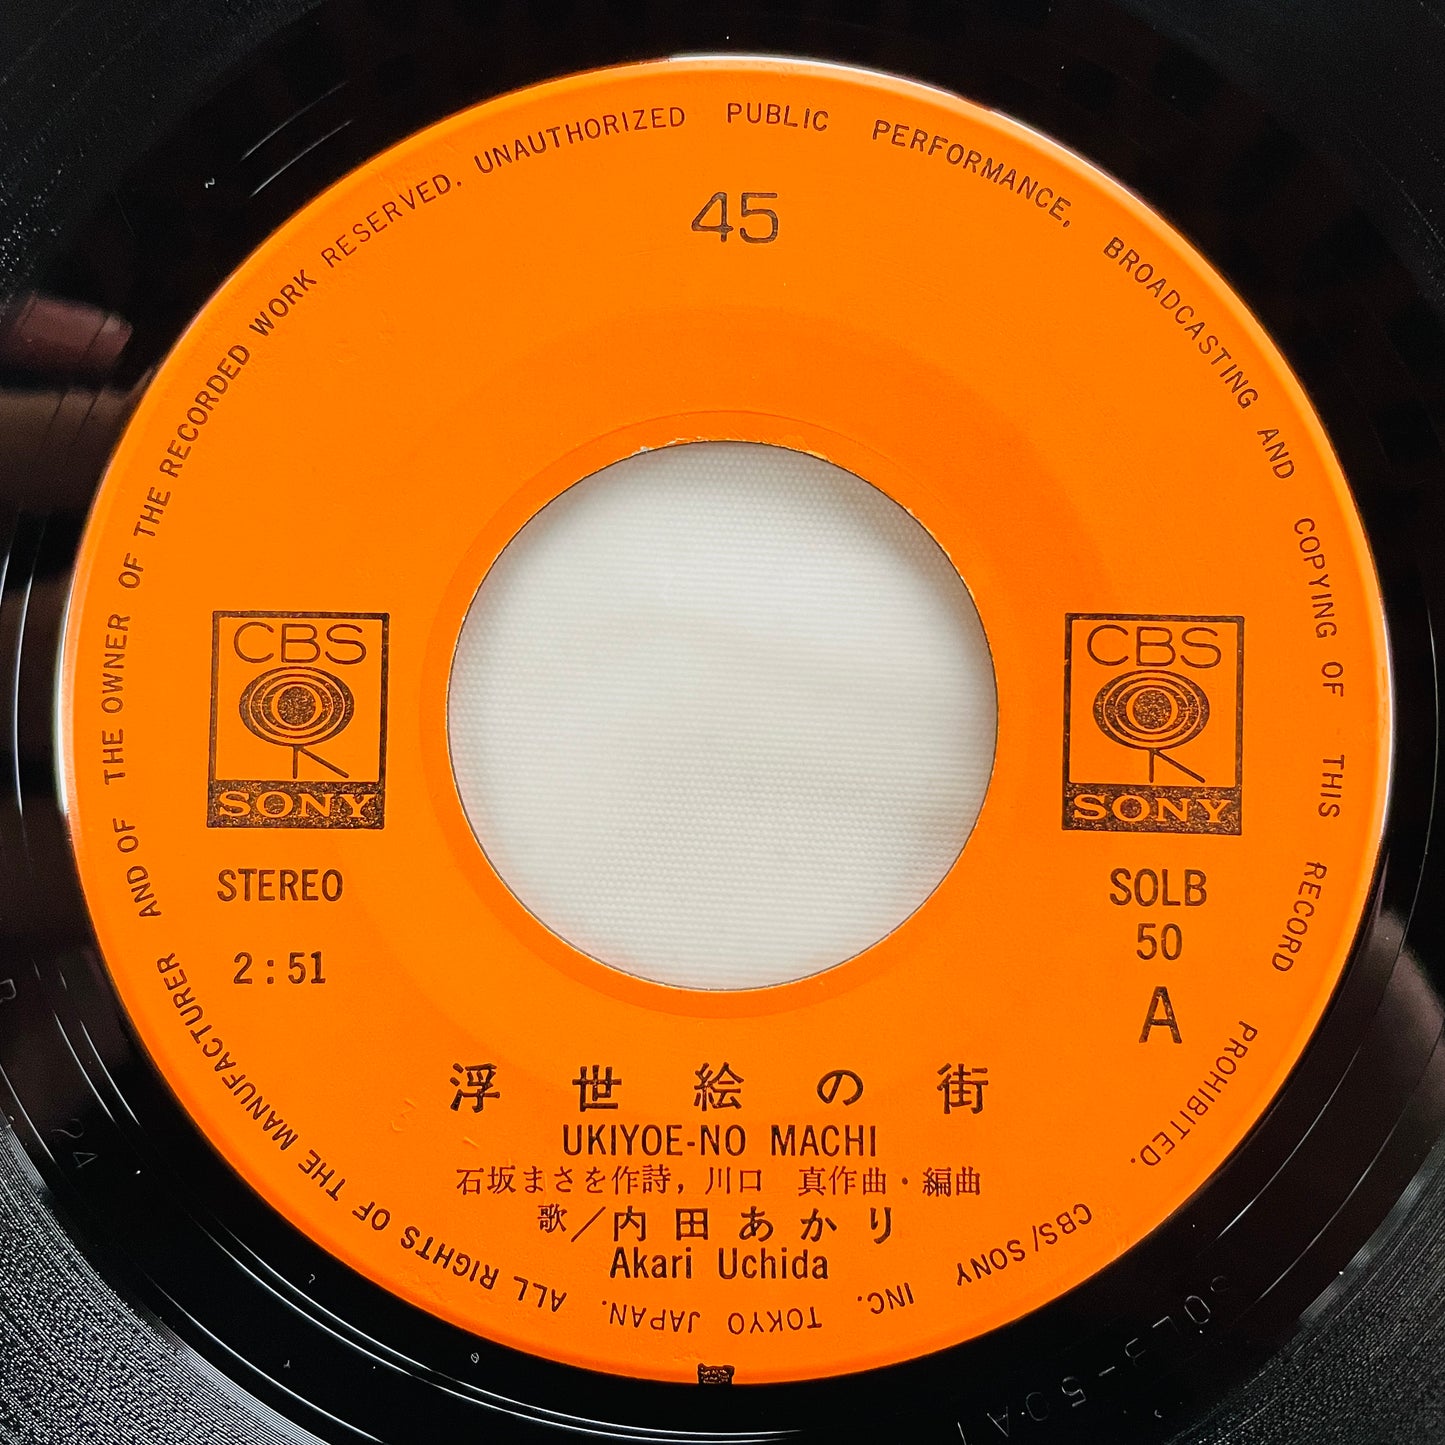 45
CBS
SONY
CBS
SONY
STEREO
2:51
SOLB
50
A
浮世絵の街
UKIYOE-NO MACHI
石坂まさを作詩，川口　真作曲・編曲
歌／内田あかり
Akari Uchida
CBS/SONY INC. TOKYO JAPAN. ALL RIGHTS OF THE MANUFACTURER AND OF THE OWNER OF THE RECORDED WORK RESERVED. UNAUTHORIZED PUBLIC PERFORMANCE, BROADCASTING AND COPYING OF THIS RECORD PROHIBITED.
24
SOLB-50A1